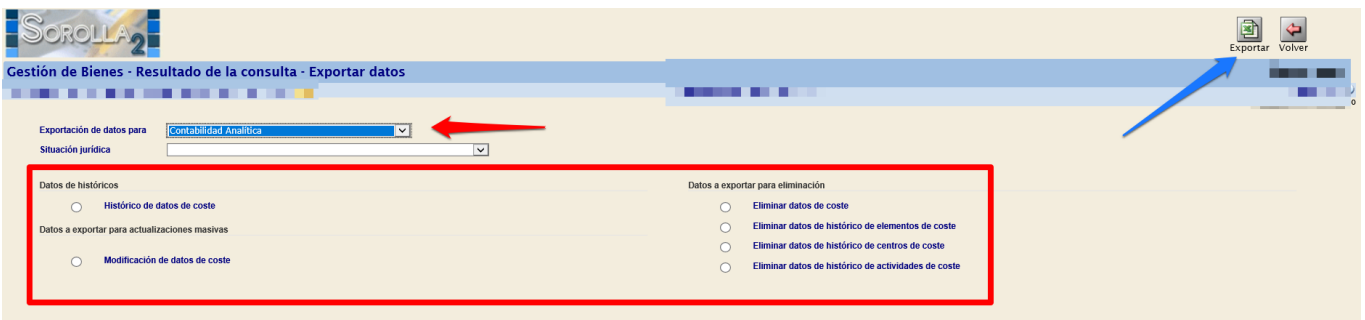 SOROLLA2
Exportar Volver
Gestión de Bienes - Resultado de la consulta - Exportar datos
Exportación de datos para Contabilidad Analítica
Situación jurídica
Datos de históricos
Histórico de datos de coste
Datos a exportar para actualizaciones masivas
Modificación de datos de coste
Datos a exportar para eliminación
Eliminar datos de coste
Eliminar datos de histórico de elementos de coste
Eliminar datos de histórico de centros de coste
Eliminar datos de histórico de actividades de coste